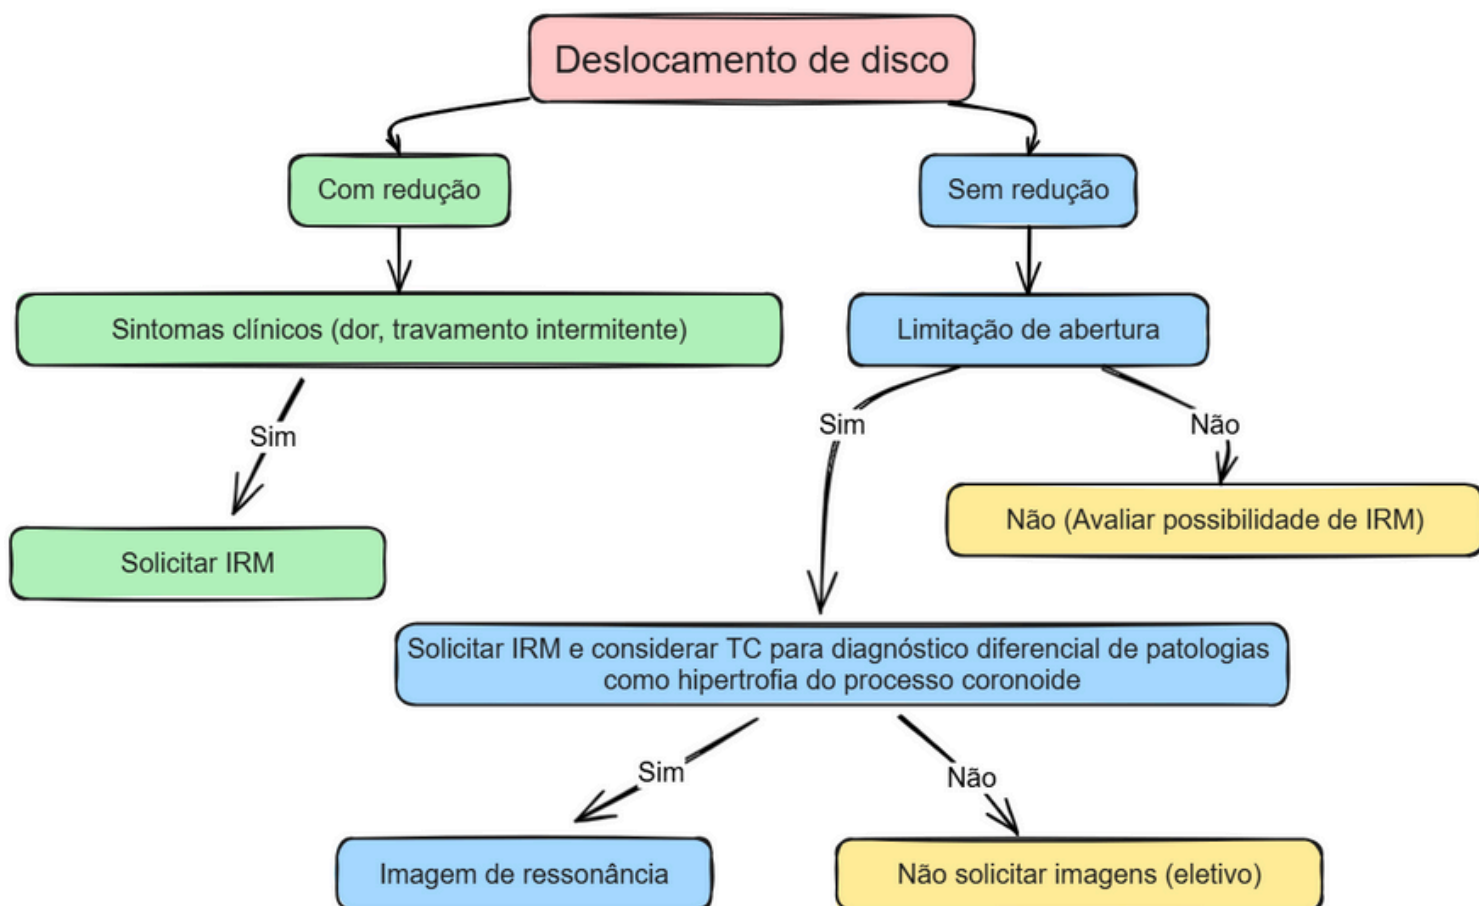 Deslocamento de disco
Com redução
Sem redução
Sintomas clínicos (dor, travamento intermitente)
Limitação de abertura
Sim
Sim
Não
Não (Avaliar possibilidade de IRM)
Solicitar IRM
Solicitar IRM e considerar TC para diagnóstico diferencial de patologias
como hipertrofia do processo coronoide
Sim
Não
Imagem de ressonância
Não solicitar imagens (eletivo)